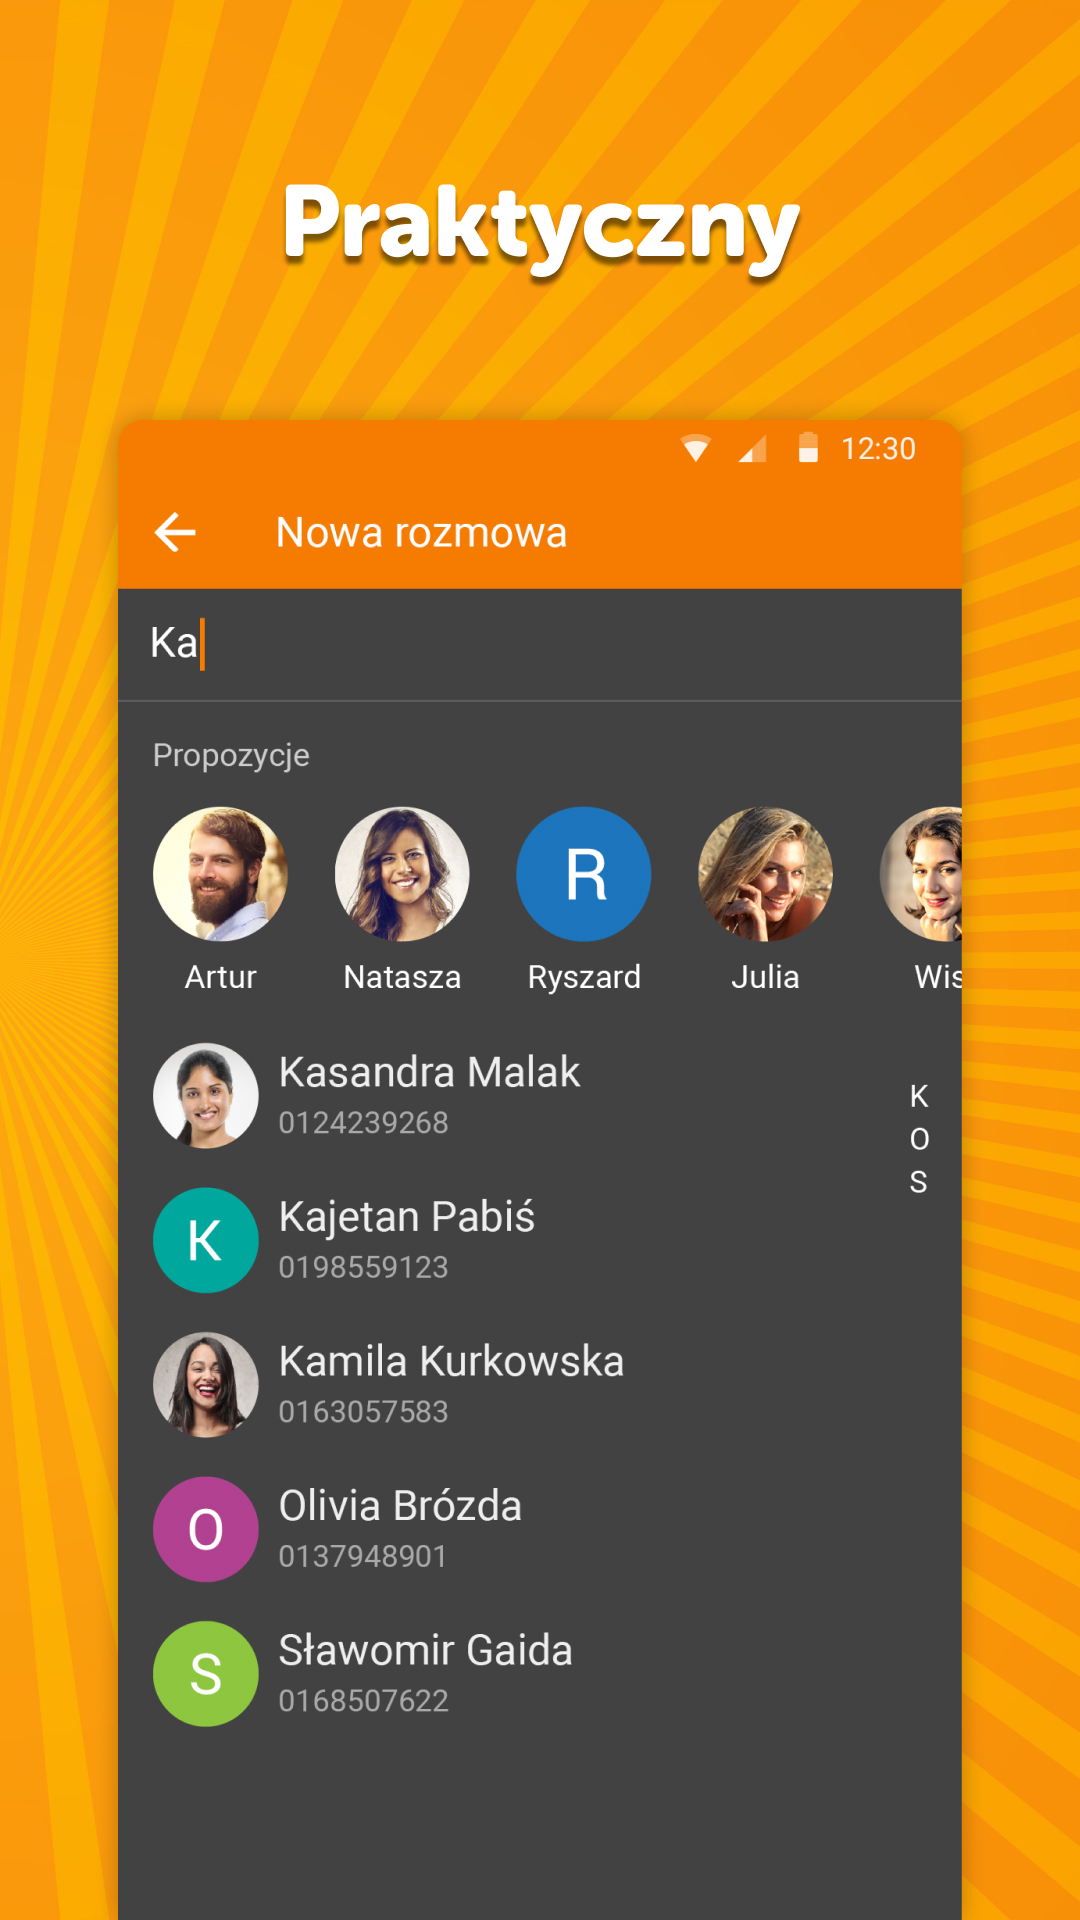 Praktyczny
12:30
Nowa rozmowa
Ka
Propozycje
R
Artur
Natasza
Ryszard
Julia
Wis
Kasandra Malak
0124239268
K
O
S
K
Kajetan Pabiś
0198559123
Kamila Kurkowska
0163057583
O
Olivia Brózda
0137948901
S
Sławomir Gaida
0168507622